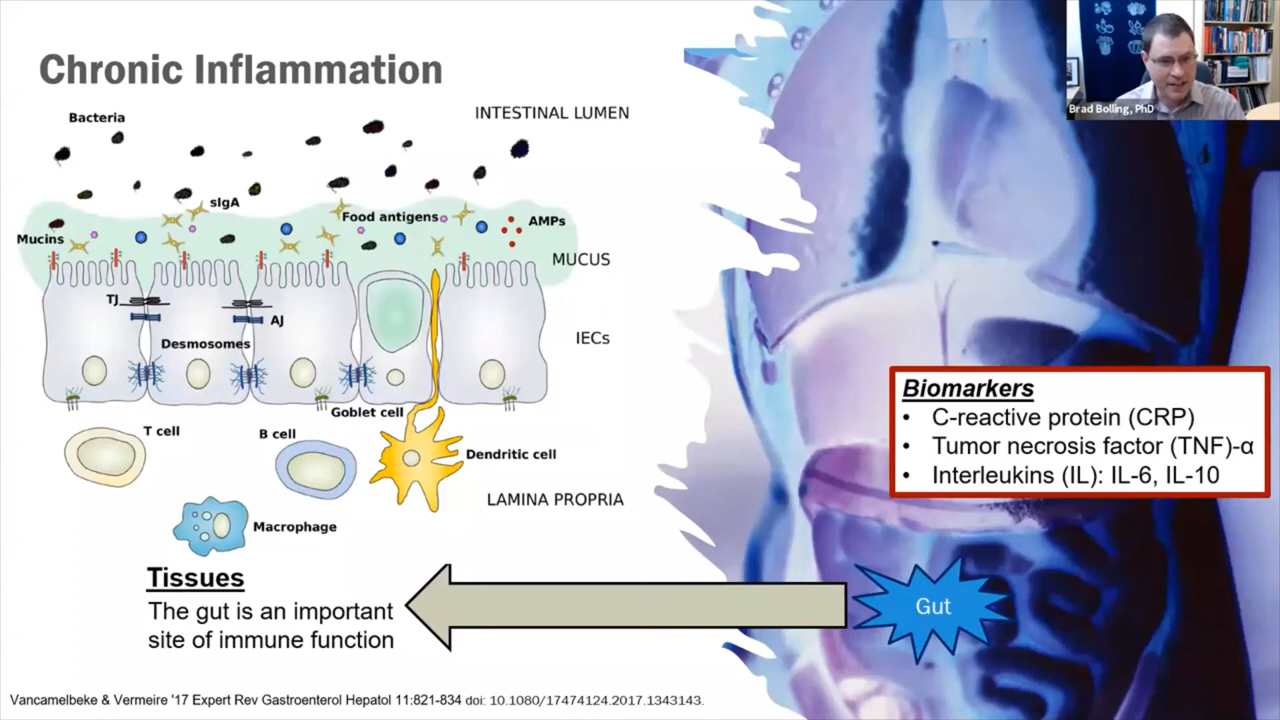 Chronic Inflammation
Brad Bolling, PhD
Bacteria
INTESTINAL LUMEN
sIgA
Food antigens
AMPs
Mucins
MUCUS
TJ
AJ
Desmosomes
IECs
Goblet cell
T cell
B cell
Dendritic cell
LAMINA PROPRIA
Macrophage
Biomarkers
• C-reactive protein (CRP)
• Tumor necrosis factor (TNF)-α
• Interleukins (IL): IL-6, IL-10
Tissues
The gut is an important
site of immune function
Gut
Vancamelbeke & Vermeire '17 Expert Rev Gastroenterol Hepatol 11:821-834 doi: 10.1080/17474124.2017.1343143.